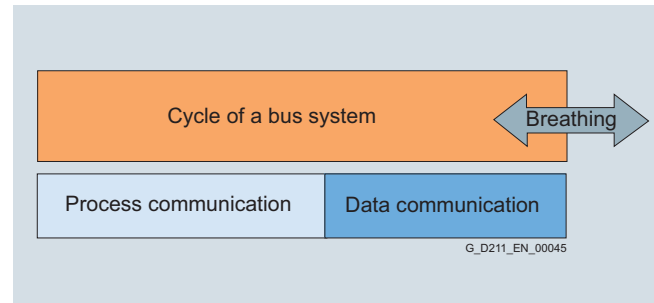 Cycle of a bus system
Breathing
Process communication
Data communication
G_D211_EN_00045